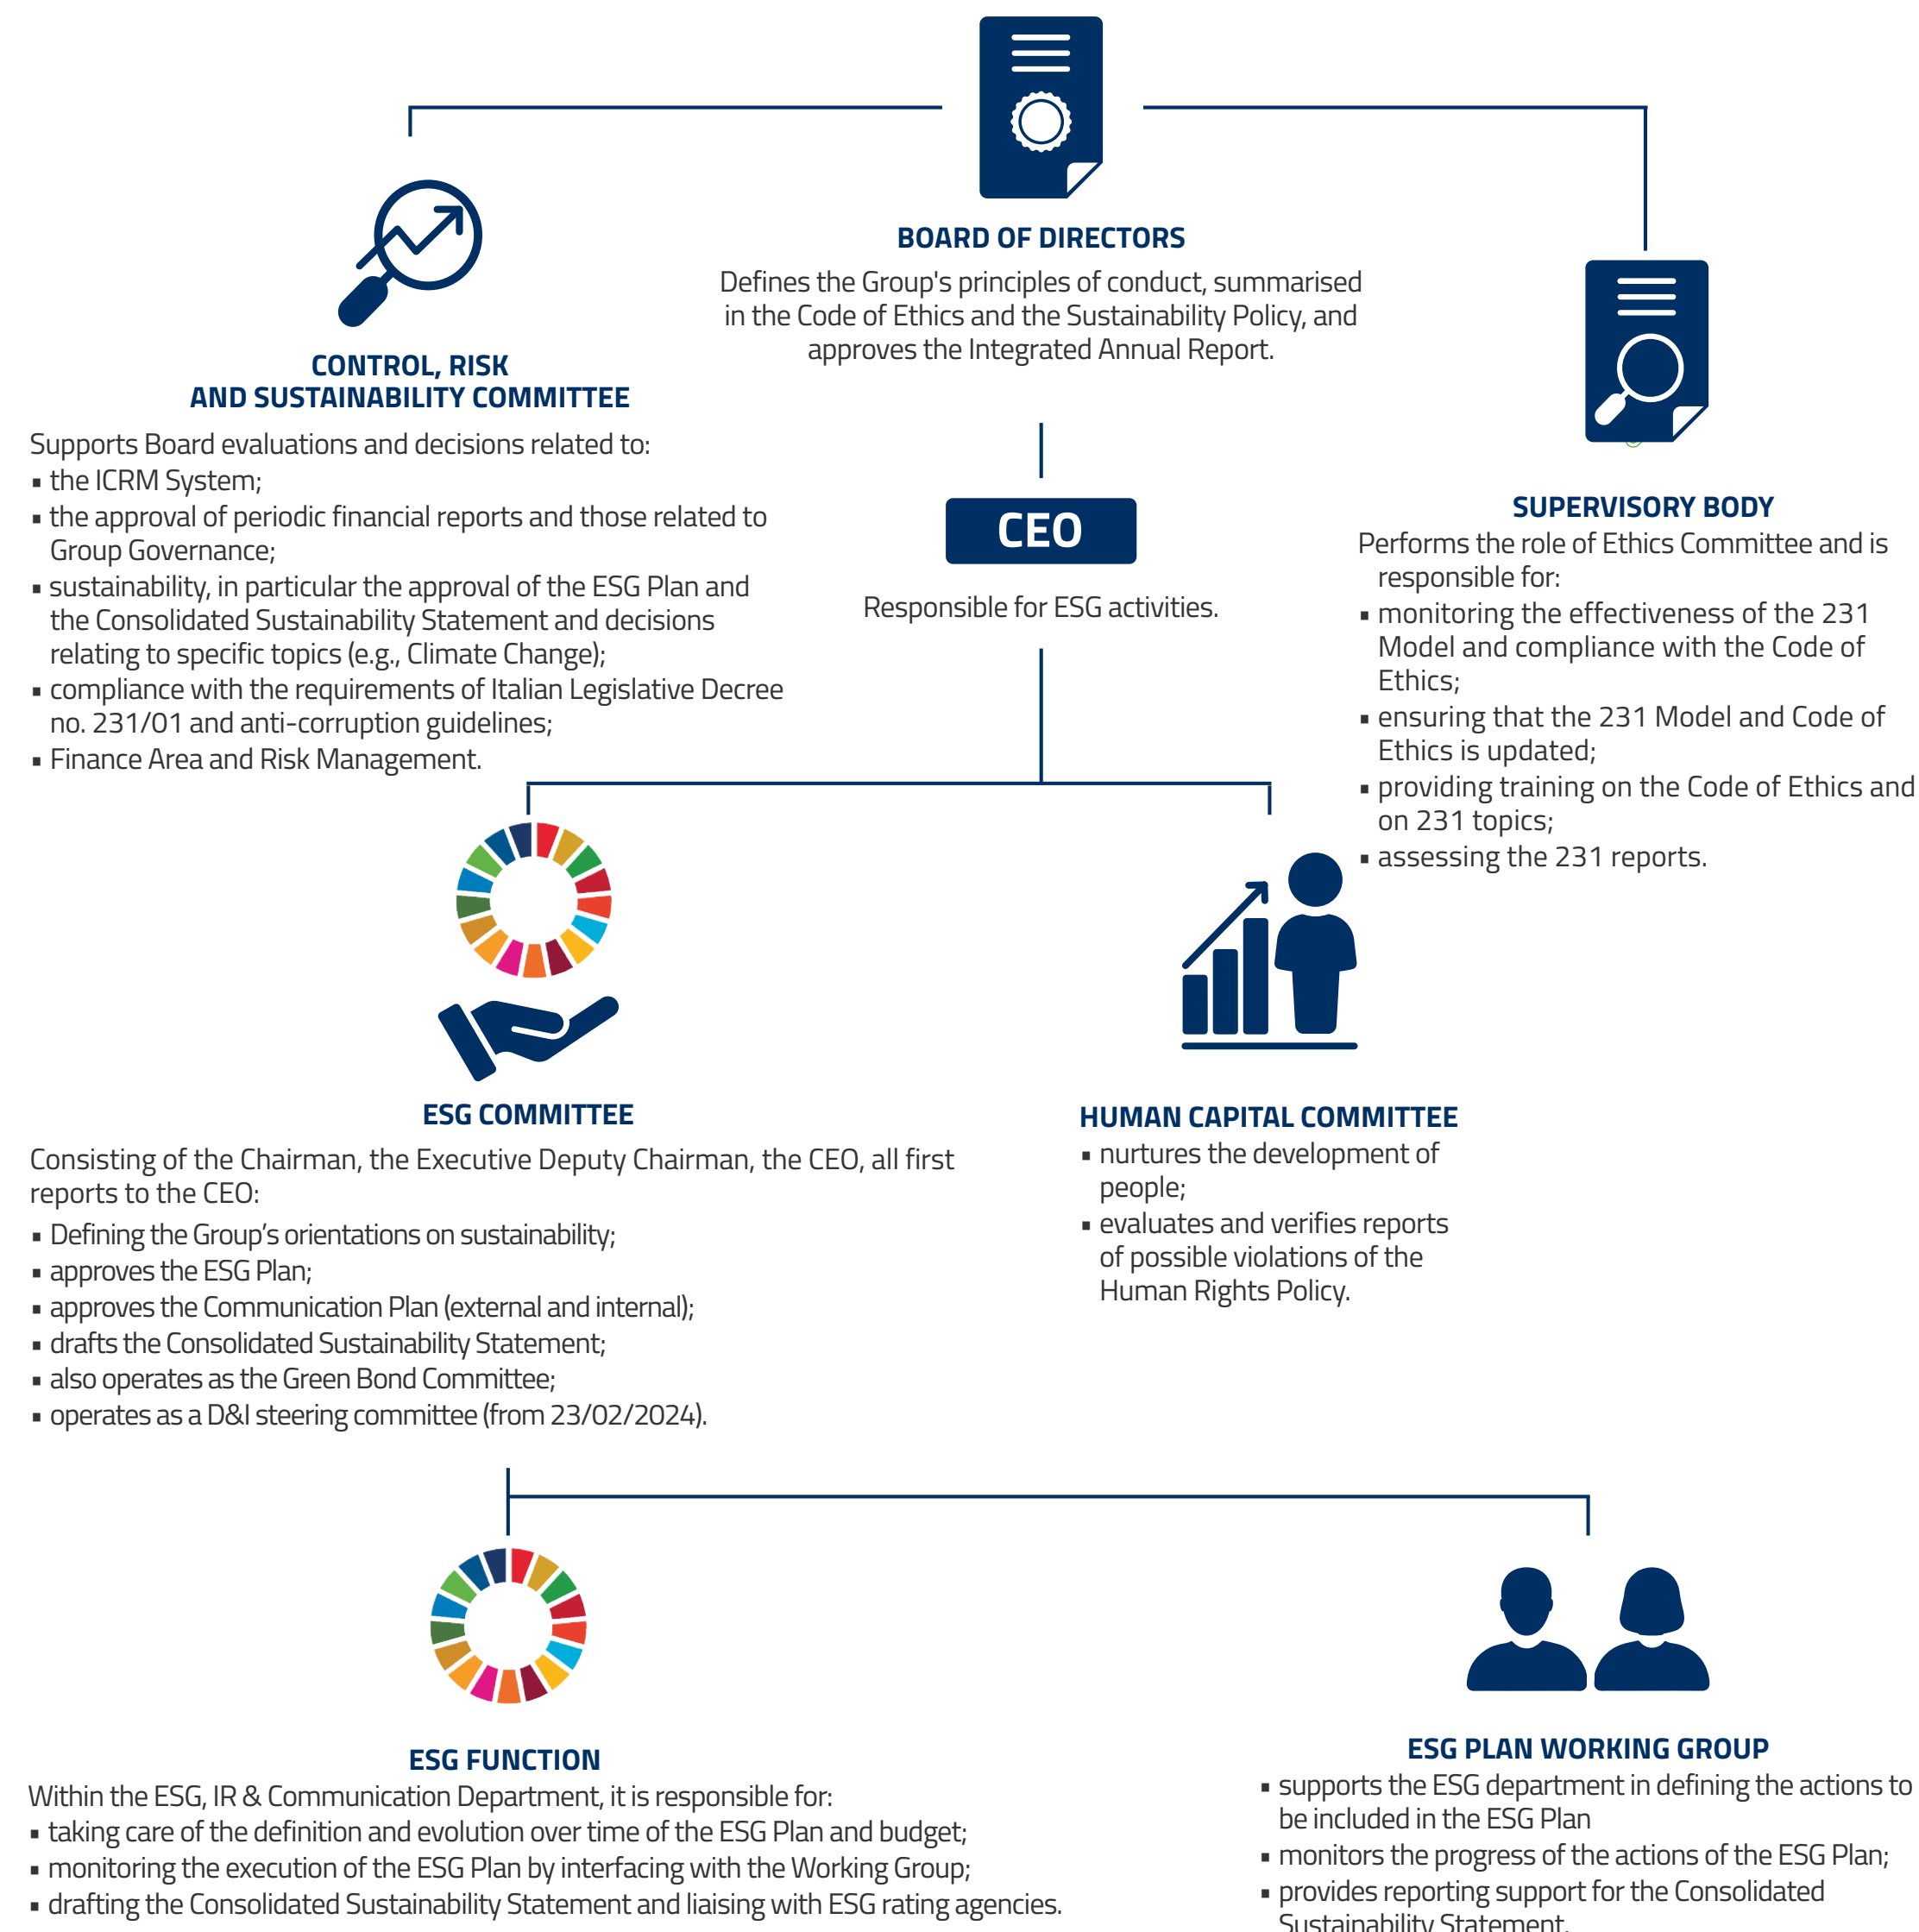 BOARD OF DIRECTORS
Defines the Group's principles of conduct, summarised
in the Code of Ethics and the Sustainability Policy, and
approves the Integrated Annual Report.
CONTROL, RISK
AND SUSTAINABILITY COMMITTEE
Supports Board evaluations and decisions related to:
▪ the ICRM System;
▪ the approval of periodic financial reports and those related to
Group Governance;
▪ sustainability, in particular the approval of the ESG Plan and
the Consolidated Sustainability Statement and decisions
relating to specific topics (e.g., Climate Change);
▪ compliance with the requirements of Italian Legislative Decree
no. 231/01 and anti-corruption guidelines;
▪ Finance Area and Risk Management.
CEO
Responsible for ESG activities.
SUPERVISORY BODY
Performs the role of Ethics Committee and is
responsible for:
▪ monitoring the effectiveness of the 231
Model and compliance with the Code of
Ethics;
▪ ensuring that the 231 Model and Code of
Ethics is updated;
▪ providing training on the Code of Ethics and
on 231 topics;
▪ assessing the 231 reports.
ESG COMMITTEE
Consisting of the Chairman, the Executive Deputy Chairman, the CEO, all first
reports to the CEO:
▪ Defining the Group's orientations on sustainability;
▪ approves the ESG Plan;
▪ approves the Communication Plan (external and internal);
▪ drafts the Consolidated Sustainability Statement;
▪ also operates as the Green Bond Committee;
▪ operates as a D&I steering committee (from 23/02/2024).
HUMAN CAPITAL COMMITTEE
▪ nurtures the development of
people;
▪ evaluates and verifies reports
of possible violations of the
Human Rights Policy.
ESG FUNCTION
Within the ESG, IR & Communication Department, it is responsible for:
▪ taking care of the definition and evolution over time of the ESG Plan and budget;
▪ monitoring the execution of the ESG Plan by interfacing with the Working Group;
▪ drafting the Consolidated Sustainability Statement and liaising with ESG rating agencies.
ESG PLAN WORKING GROUP
▪ supports the ESG department in defining the actions to
be included in the ESG Plan
▪ monitors the progress of the actions of the ESG Plan;
▪ provides reporting support for the Consolidated
Sustainability Statement.